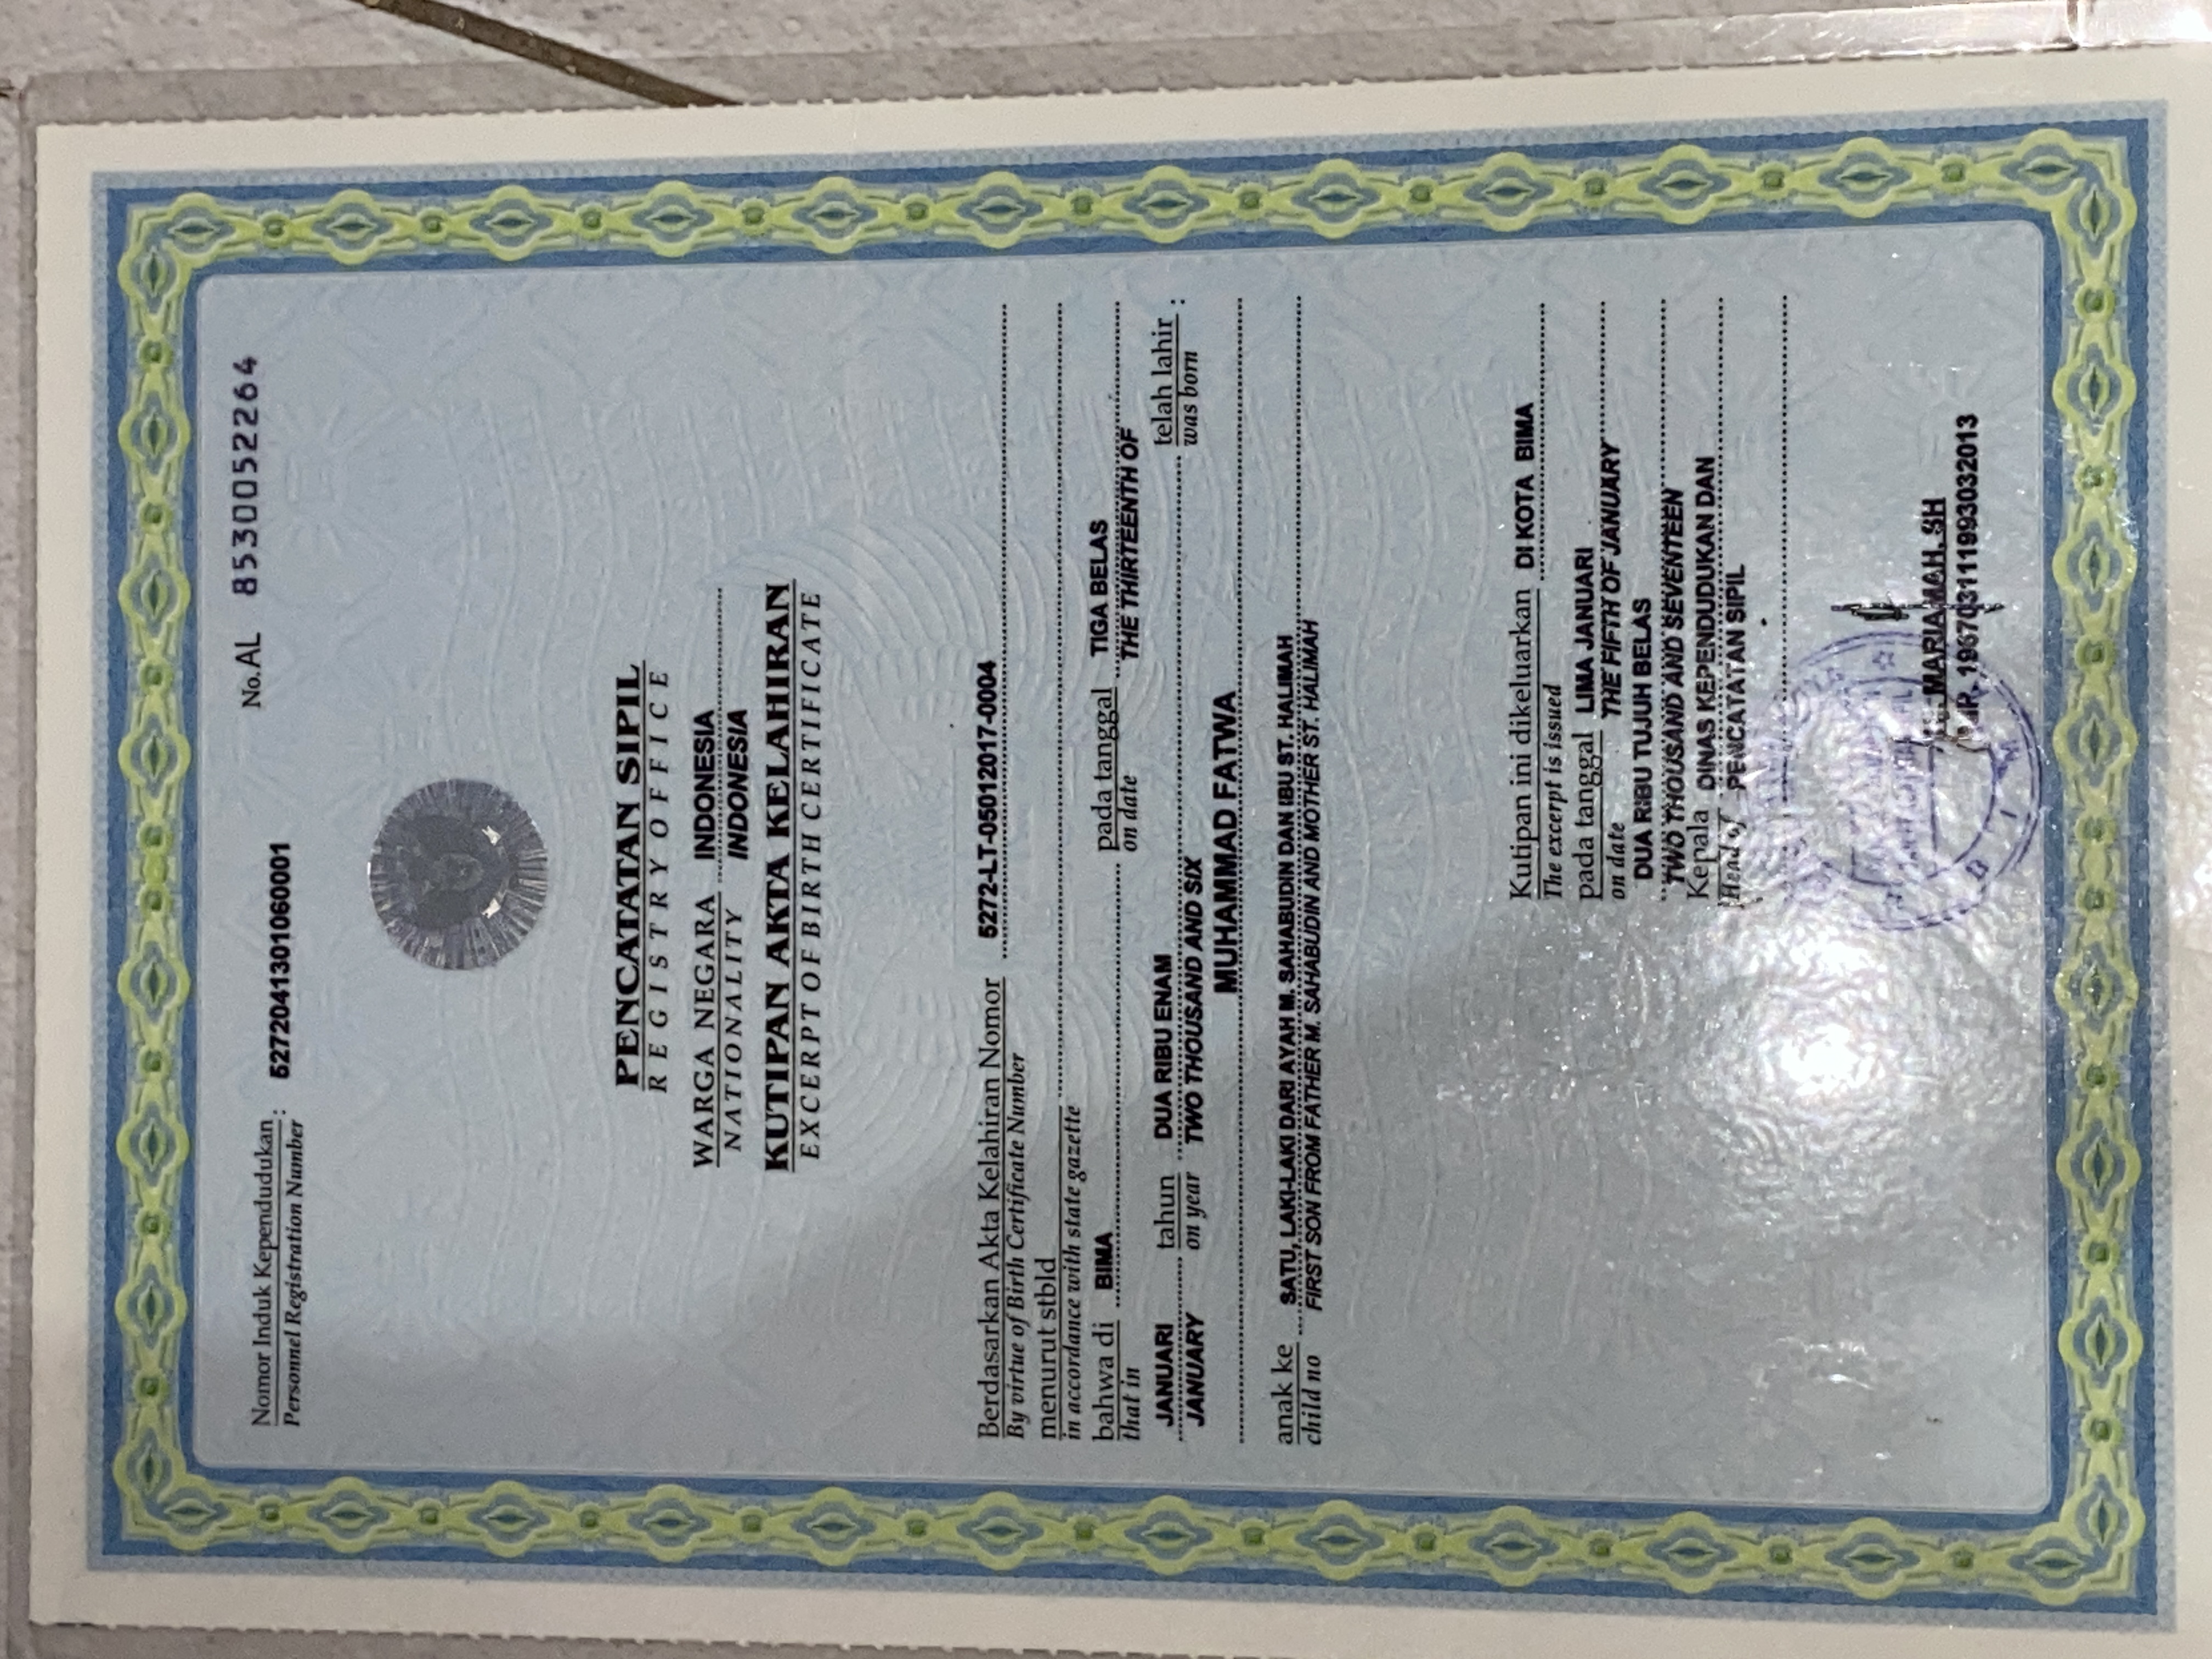 Nomor Induk Kependudukan : 5272041301060001
Personnel Registration Number
No.AL 8530052264
PENCATATAN SIPIL
REGISTRY OFFICE
WARGA NEGARA INDONESIA
NATIONALITY INDONESIA
KUTIPAN AKTA KELAHIRAN
EXCERPT OF BIRTH CERTIFICATE
Berdasarkan Akta Kelahiran Nomor 5272-LT-05012017-0004
By virtue of Birth Certificate Number
menurut stbld
in accordance with state gazette
bahwa di BIMA pada tanggal TIGA BELAS
that in on date THE THIRTEENTH OF
JANUARI tahun DUA RIBU ENAM telah lahir :
JANUARY on year TWO THOUSAND AND SIX was born
MUHAMMAD FATWA
anak ke SATU, LAKI-LAKI DARI AYAH M. SAHABUDIN DAN IBU ST. HALIMAH
child no FIRST SON FROM FATHER M. SAHABUDIN AND MOTHER ST. HALIMAH
Kutipan ini dikeluarkan DI KOTA BIMA
The excerpt is issued
pada tanggal LIMA JANUARI
on date THE FIFTH OF JANUARY
DUA RIBU TUJUH BELAS
TWO THOUSAND AND SEVENTEEN
Kepala DINAS KEPENDUDUKAN DAN
Head of PENCATATAN SIPIL
MARIAMAH, SH
196703111993032013